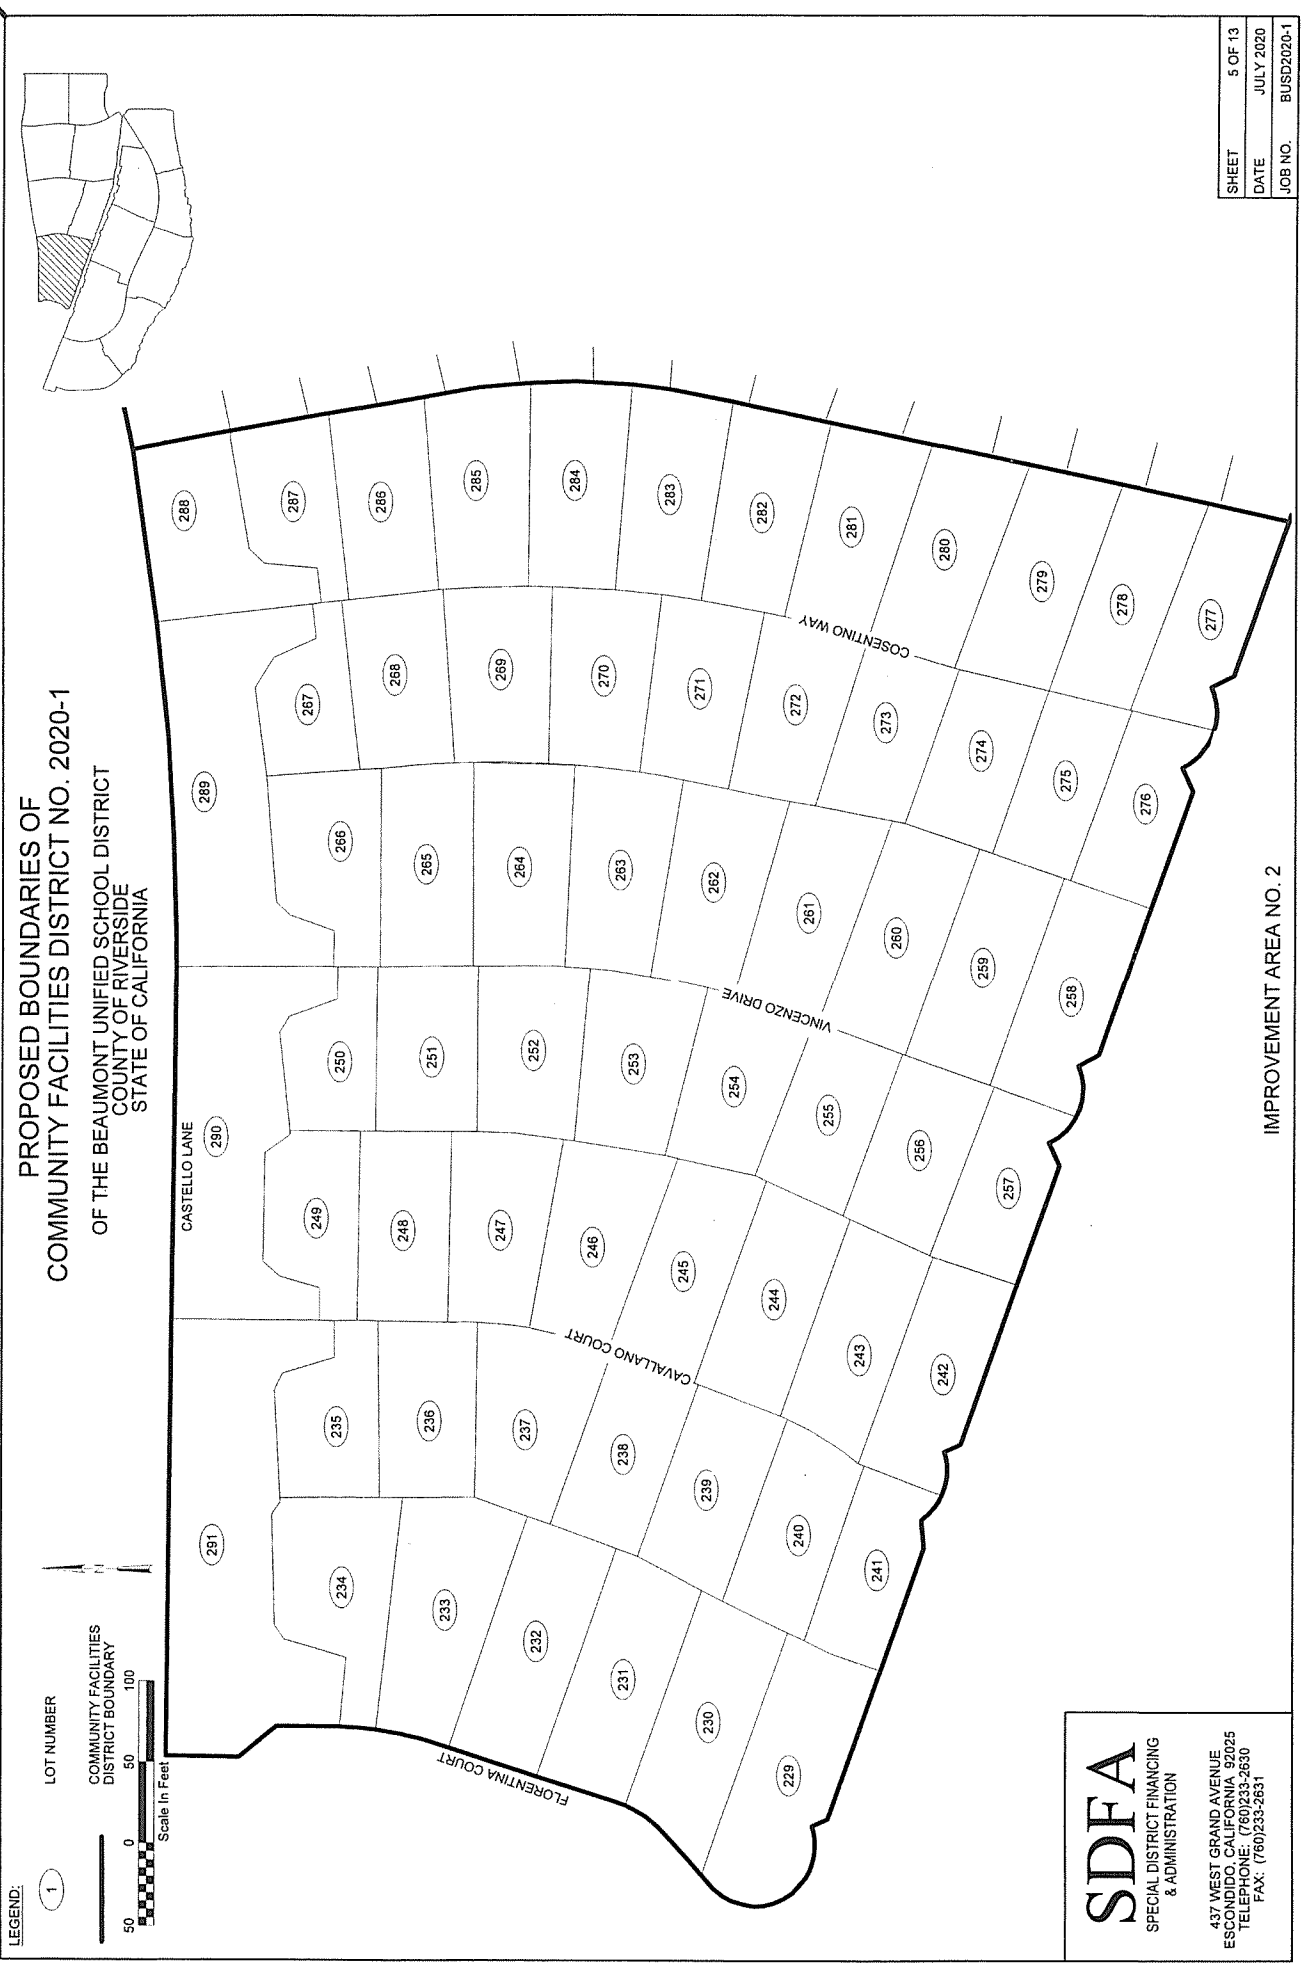 PROPOSED BOUNDARIES OF
COMMUNITY FACILITIES DISTRICT NO. 2020-1
OF THE BEAUMONT UNIFIED SCHOOL DISTRICT
COUNTY OF RIVERSIDE
STATE OF CALIFORNIA
LEGEND:
1
LOT NUMBER
COMMUNITY FACILITIES
DISTRICT BOUNDARY
50 0 50 100
Scale In Feet
N
CASTELLO LANE
291
290
289
288
234
235
249
250
266
267
287
233
236
248
251
265
268
286
232
237
247
252
264
269
285
231
238
246
253
263
270
284
230
239
245
254
262
271
283
229
240
244
255
261
272
282
241
243
256
260
273
281
242
257
259
274
280
258
275
279
276
278
277
FLORENTINA COURT
CAVALLANO COURT
VINCENZO DRIVE
COSENTINO WAY
IMPROVEMENT AREA NO. 2
SDFA
SPECIAL DISTRICT FINANCING
& ADMINISTRATION
437 WEST GRAND AVENUE
ESCONDIDO, CALIFORNIA 92025
TELEPHONE: (760)233-2630
FAX: (760)233-2631
SHEET 5 OF 13
DATE JULY 2020
JOB NO. BUSD2020-1